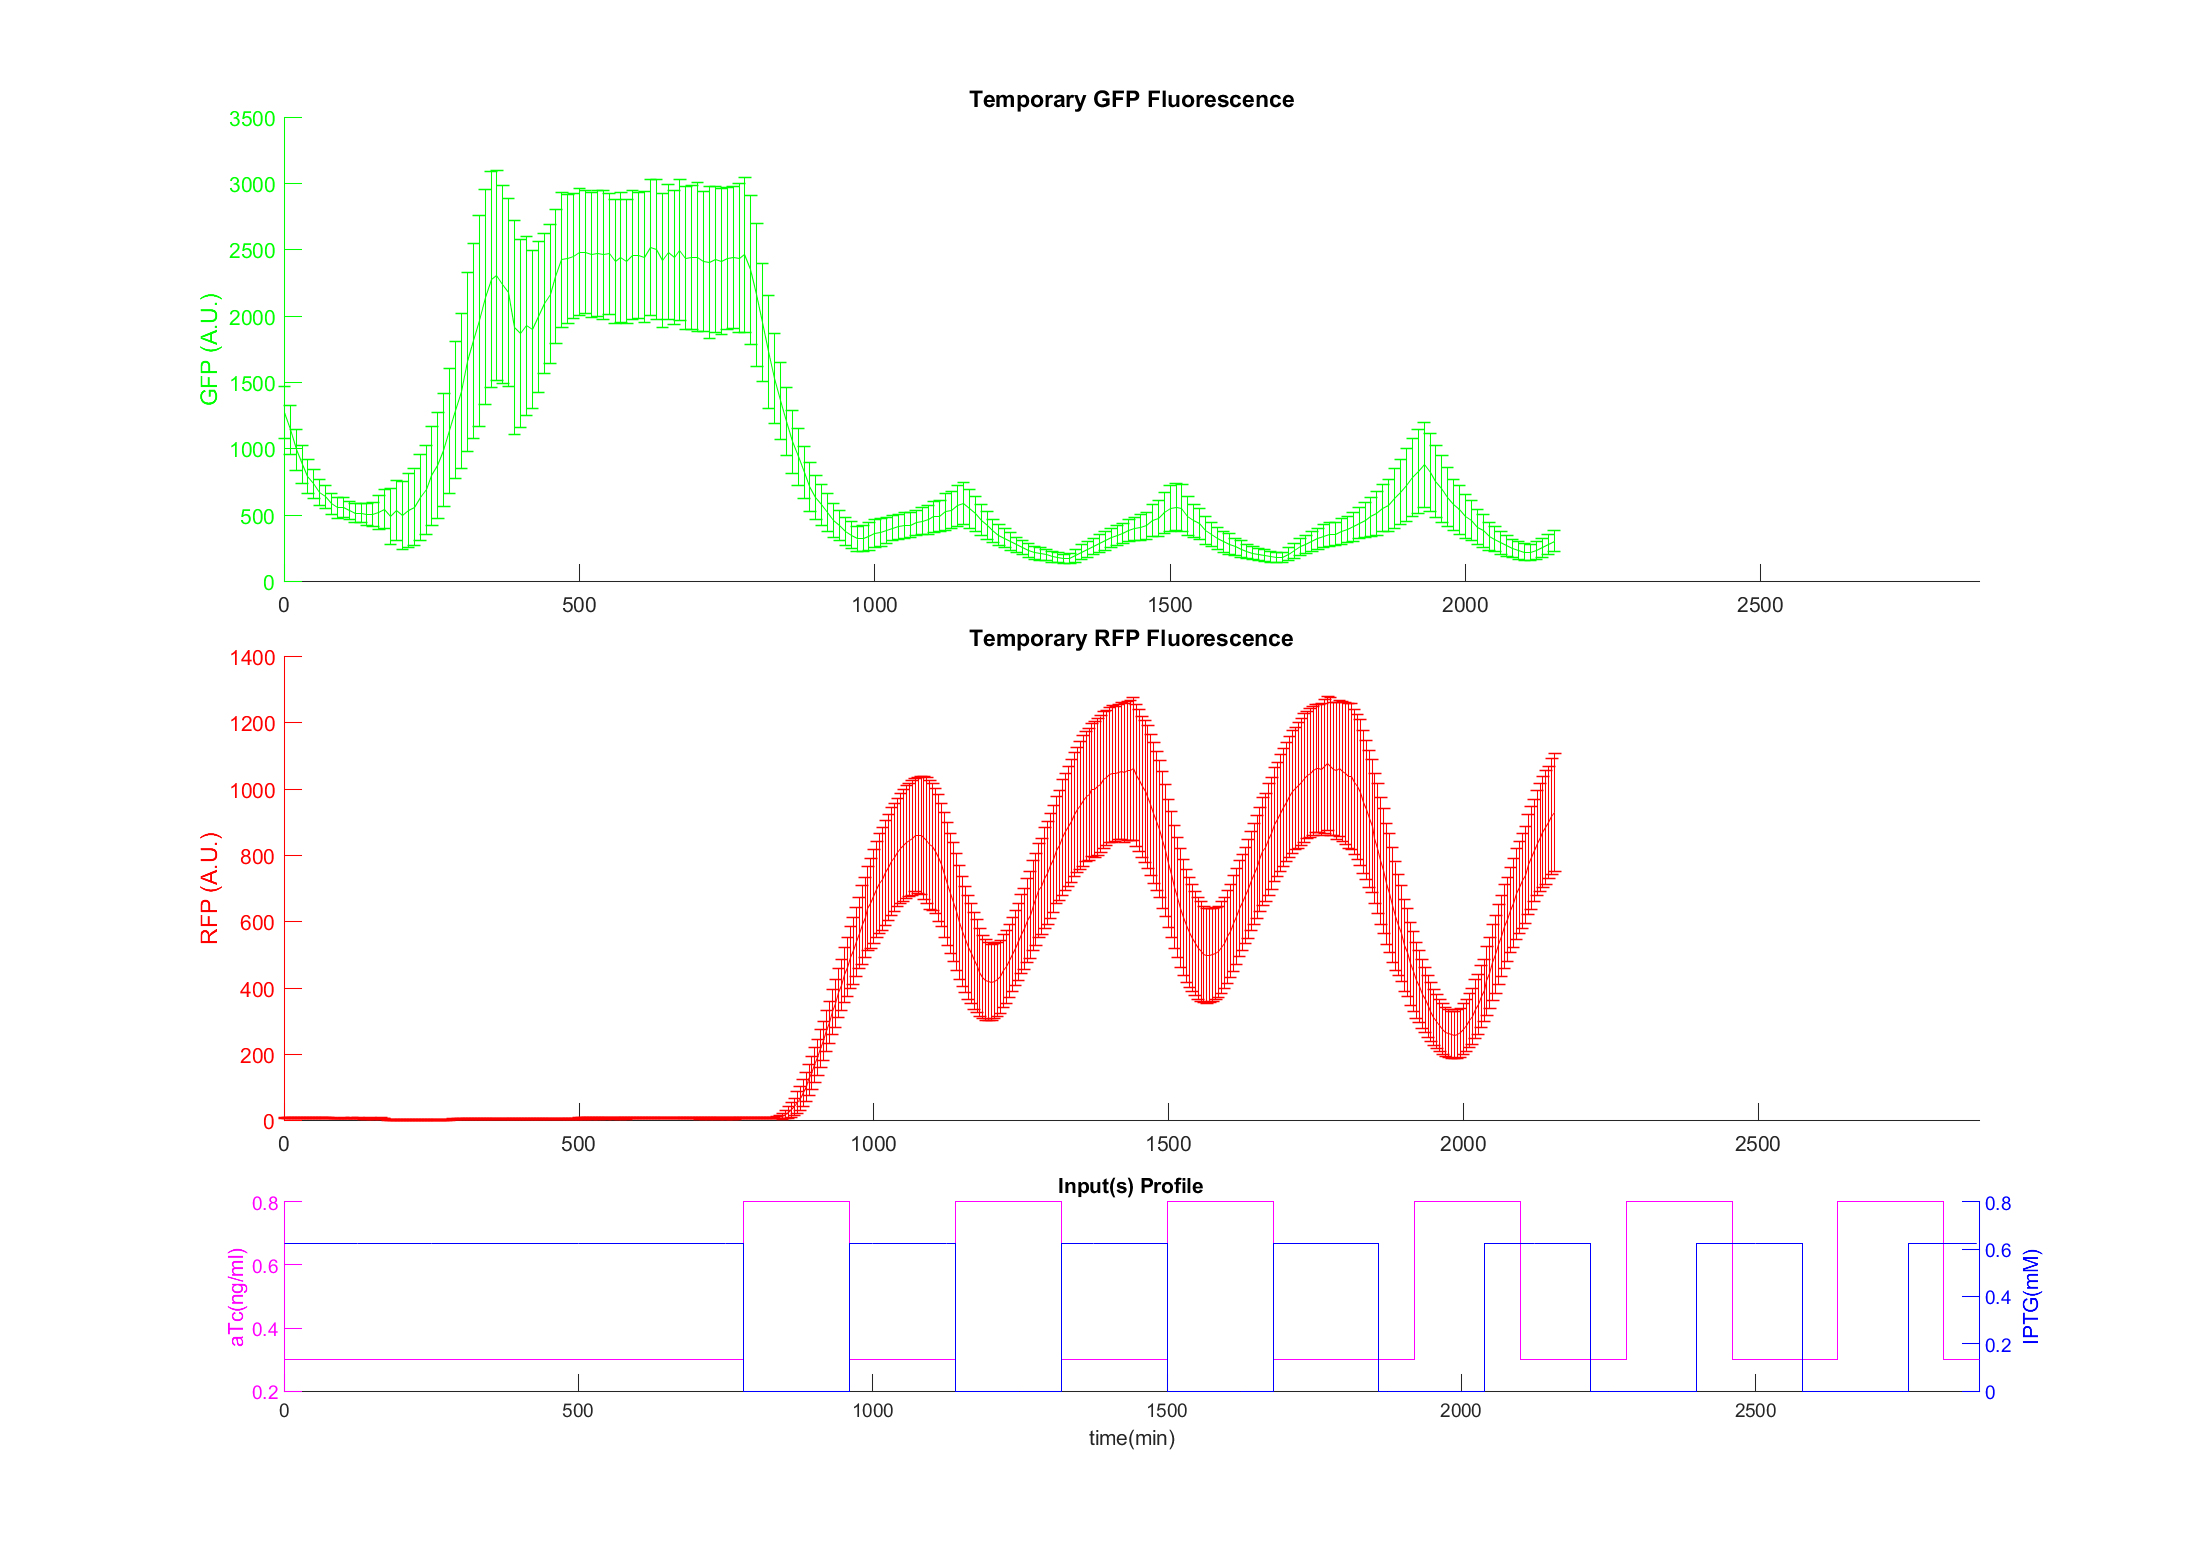 Temporary GFP Fluorescence
3500
3000
2500
2000
1500
1000
500
0
GFP (A.U.)
0 500 1000 1500 2000 2500
Temporary RFP Fluorescence
1400
1200
1000
800
600
400
200
0
RFP (A.U.)
0 500 1000 1500 2000 2500
Input(s) Profile
0.8
0.6
0.4
0.2
aTc(ng/ml)
0.8
0.6
0.4
0.2
0
IPTG(mM)
0 500 1000 1500 2000 2500
time(min)